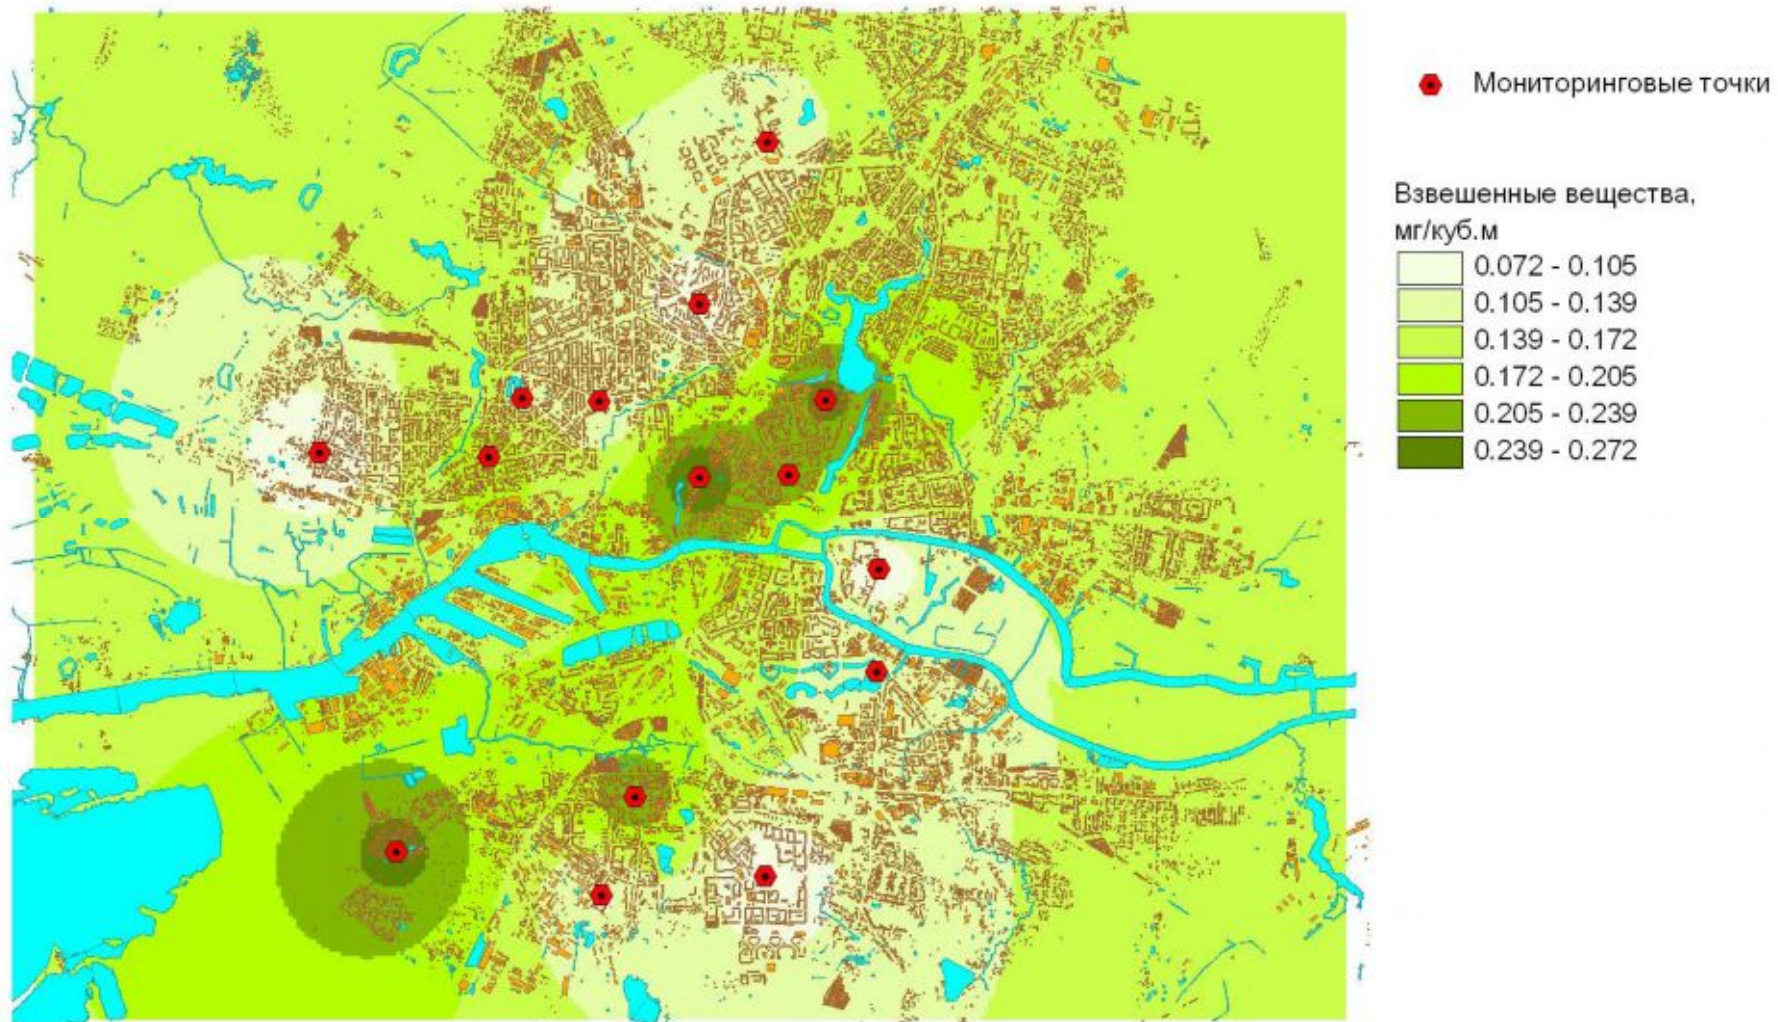 Мониторинговые точки
Взвешенные вещества,
мг/куб.м
0.072 - 0.105
0.105 - 0.139
0.139 - 0.172
0.172 - 0.205
0.205 - 0.239
0.239 - 0.272